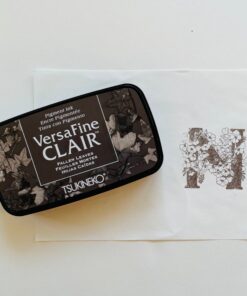 Pigment Ink
Encre Pigmentée
Tinta con Pigmento
VersaFine
CLAIR
FALLEN LEAVES
FEUILLES MORTES
HOJAS CAÍDAS
TSUKINEKO
N